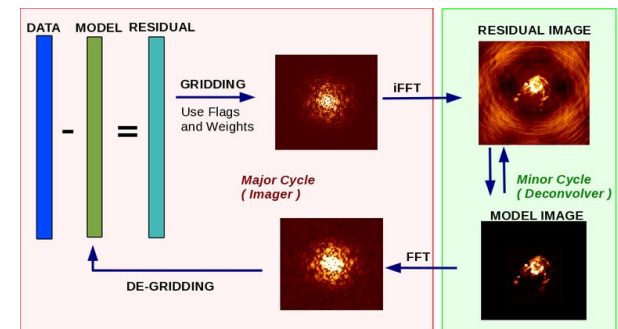 DATA
MODEL
RESIDUAL
-
=
GRIDDING
Use Flags
and Weights
iFFT
RESIDUAL IMAGE
Major Cycle
( Imager )
Minor Cycle
( Deconvolver )
MODEL IMAGE
FFT
DE-GRIDDING